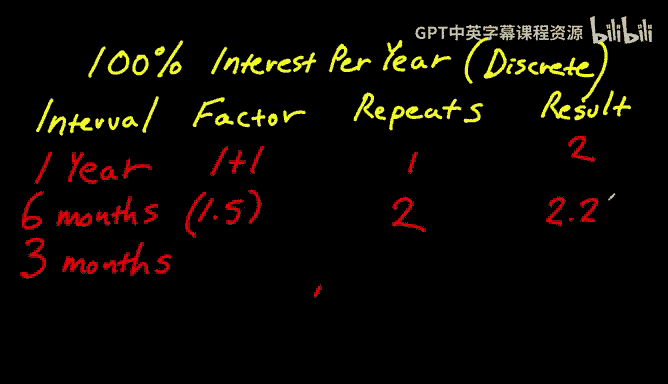 GPT中英字幕课程资源 bilibili
100% Interest Per Year (Discrete)
Interval Factor Repeats Result
1 Year 1+1 1 2
6 months (1.5) 2 2.2
3 months